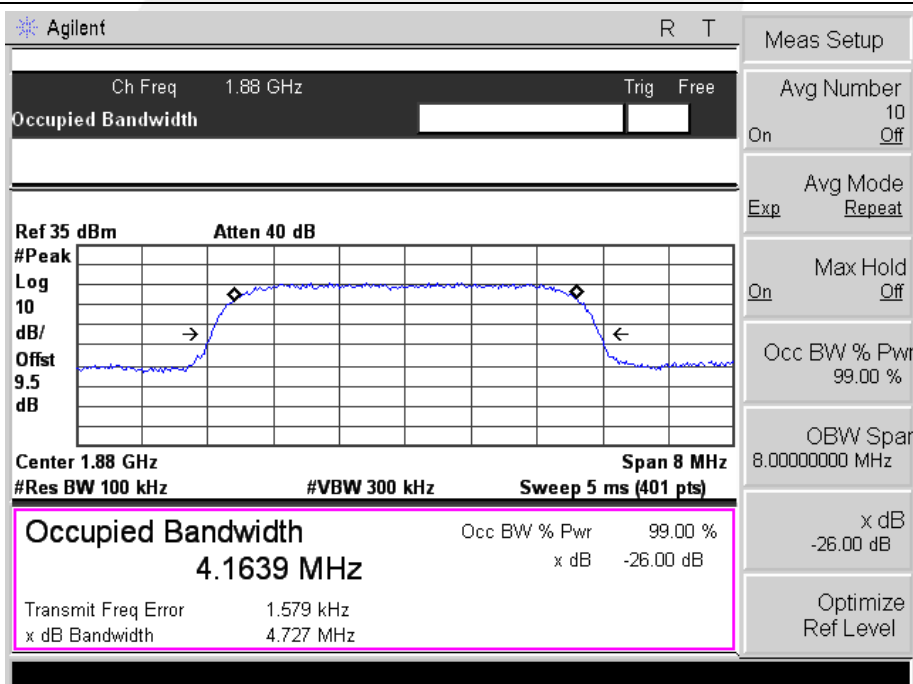 Agilent R T
Ch Freq 1.88 GHz Trig Free
Occupied Bandwidth
Ref 35 dBm Atten 40 dB
#Peak
Log
10
dB/
Offst
9.5
dB
Center 1.88 GHz Span 8 MHz
#Res BW 100 kHz #VBW 300 kHz Sweep 5 ms (401 pts)
Occupied Bandwidth Occ BW % Pwr 99.00 %
4.1639 MHz x dB -26.00 dB
Transmit Freq Error 1.579 kHz
x dB Bandwidth 4.727 MHz
Meas Setup
Avg Number
10
On Off
Avg Mode
Exp Repeat
Max Hold
On Off
Occ BW % Pwr
99.00 %
OBW Span
8.00000000 MHz
x dB
-26.00 dB
Optimize
Ref Level